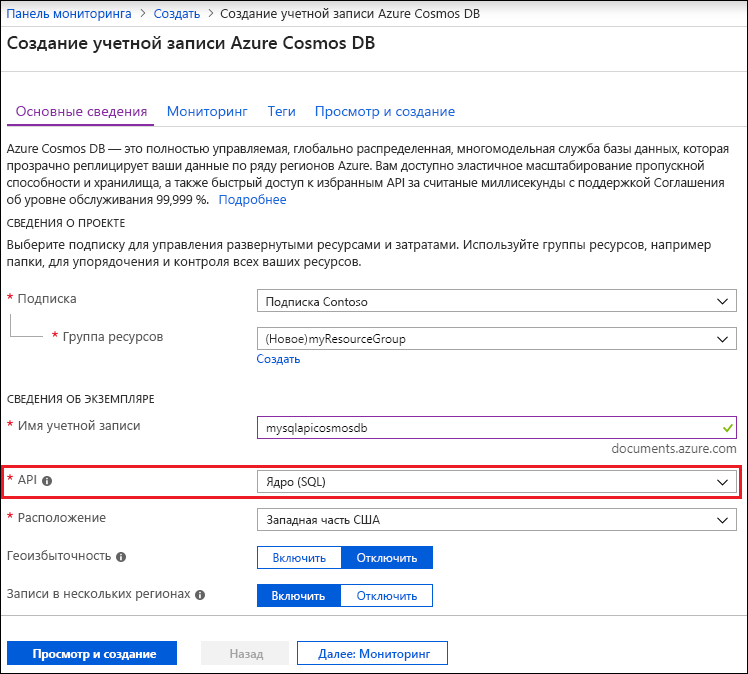 Панель мониторинга > Создать > Создание учетной записи Azure Cosmos DB
Создание учетной записи Azure Cosmos DB
Основные сведения Мониторинг Теги Просмотр и создание
Azure Cosmos DB — это полностью управляемая, глобально распределенная, многомодельная служба базы данных, которая
прозрачно реплицирует ваши данные по ряду регионов Azure. Вам доступно эластичное масштабирование пропускной
способности и хранилища, а также быстрый доступ к избранным API за считаные миллисекунды с поддержкой Соглашения
об уровне обслуживания 99,999 %. Подробнее
СВЕДЕНИЯ О ПРОЕКТЕ
Выберите подписку для управления развернутыми ресурсами и затратами. Используйте группы ресурсов, например
папки, для упорядочения и контроля всех ваших ресурсов.
* Подписка Подписка Contoso
* Группа ресурсов (Новое)myResourceGroup
Создать
СВЕДЕНИЯ ОБ ЭКЗЕМПЛЯРЕ
* Имя учетной записи mysqlapicosmosdb
documents.azure.com
* API Ядро (SQL)
* Расположение Западная часть США
Геоизбыточность Включить Отключить
Записи в нескольких регионах Включить Отключить
Просмотр и создание Назад Далее: Мониторинг